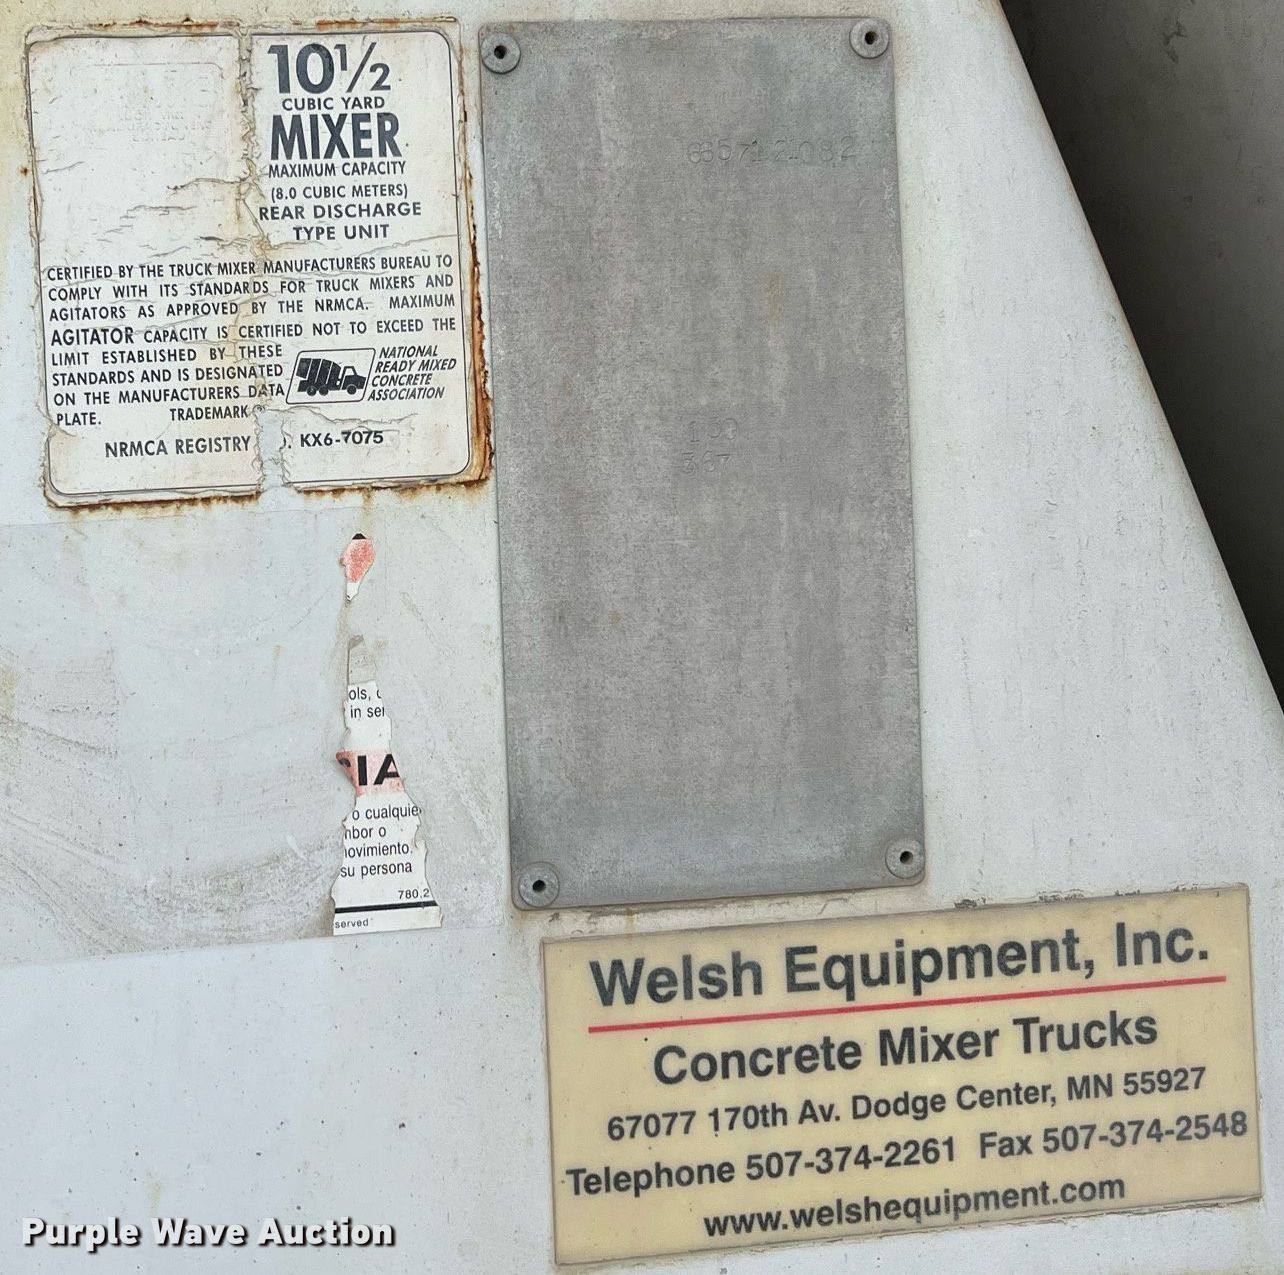 10½
CUBIC YARD
MIXER
MAXIMUM CAPACITY
(8.0 CUBIC METERS)
REAR DISCHARGE
TYPE UNIT
CERTIFIED BY THE TRUCK MIXER MANUFACTURERS BUREAU TO
COMPLY WITH ITS STANDARDS FOR TRUCK MIXERS AND
AGITATORS AS APPROVED BY THE NRMCA. MAXIMUM
AGITATOR CAPACITY IS CERTIFIED NOT TO EXCEED THE
LIMIT ESTABLISHED BY THESE
STANDARDS AND IS DESIGNATED
ON THE MANUFACTURERS DATA
PLATE. TRADEMARK ®
NATIONAL
READY MIXED
CONCRETE
ASSOCIATION
NRMCA REGISTRY . KX6-7075
ols,
in ser
IA
o cualquie
mbor o
novimiento.
su persona
780.2
served
Welsh Equipment, Inc.
Concrete Mixer Trucks
67077 170th Av. Dodge Center, MN 55927
Telephone 507-374-2261 Fax 507-374-2548
www.welshequipment.com
Purple Wave Auction